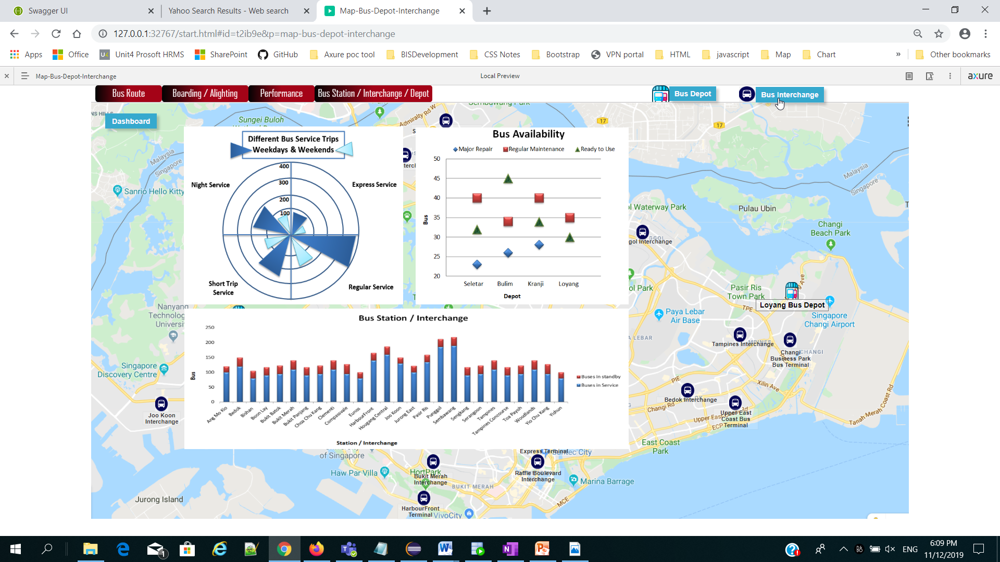 Swagger UI
Yahoo Search Results - Web search
Map-Bus-Depot-Interchange
127.0.0.1:32767/start.html#id=t2ib9e&p=map-bus-depot-interchange
Apps
Office
Unit4 Prosoft HRMS
SharePoint
GitHub
Axure poc tool
BISDevelopment
CSS Notes
Bootstrap
VPN portal
HTML
javascript
Map
Chart
»
Other bookmarks
Map-Bus-Depot-Interchange
Local Preview
axure
Bus Route
Boarding / Alighting
Performance
Bus Station / Interchange / Depot
Bus Depot
Bus Interchange
Dashboard
Sungei Buloh
Admiralty Rd W
17
17
Malaysia
Singapore
Malaysia
Singapore
Sanrio Hello Kitty
Different Bus Service Trips
Weekdays & Weekends
400
300
200
100
Night Service
Express Service
Short Trip
Service
Regular Service
Bus Availability
Major Repair
Regular Maintenance
Ready to Use
50
45
40
35
30
25
20
Bus
Seletar
Bulim
Kranji
Loyang
Depot
Pulau Ubin
Changi
Beach Park
ol Waterway Park
gol Interchange
ol Park
Pasir Ris
Town Park
Loyang Bus Depot
TPE
Paya Lebar
Air Base
Singapore
Changi Airport
A LEBAR
Tampines Interchange
CHANGI
Changi
Business Park
Bus Terminal
PIE
Xilin Ave
Bedok Interchange
Changi Rd
Upper East
Coast Bus
Terminal
ECP
Tanah Merah Coast Rd
East Coast
Park
Nanyang
Technolog
Universi
Singapore
Discovery Centre
Joo Koon
Interchange
Bus Station / Interchange
250
200
150
100
50
0
Bus
Buses in standby
Buses in Service
Ang Mo Kio
Bedok
Bishan
Boon Lay
Bukit Batok
Bukit Merah
Bukit Panjang
Choa Chu Kang
Clementi
Compassvale
Eunos
HarbourFront
Hougang Central
Joo Koon
Jurong East
Pasir Ris
Punggol
Sembawang
Sengkang
Serangoon
Tampines
Tampines Concourse
Toa Payoh
Woodlands
Yio Chu Kang
Yishun
Station / Interchange
of Singapore
Haw Par Villa
HortPark
Bukit Merah
Interchange
BUKIT MERAH
HarbourFront
Terminal
VivoCity
Express Terminal
Suntec City
Raffle Boulevard
Interchange
Marina Barrage
MCE
Jurong Island
1
ENG
6:09 PM
11/12/2019